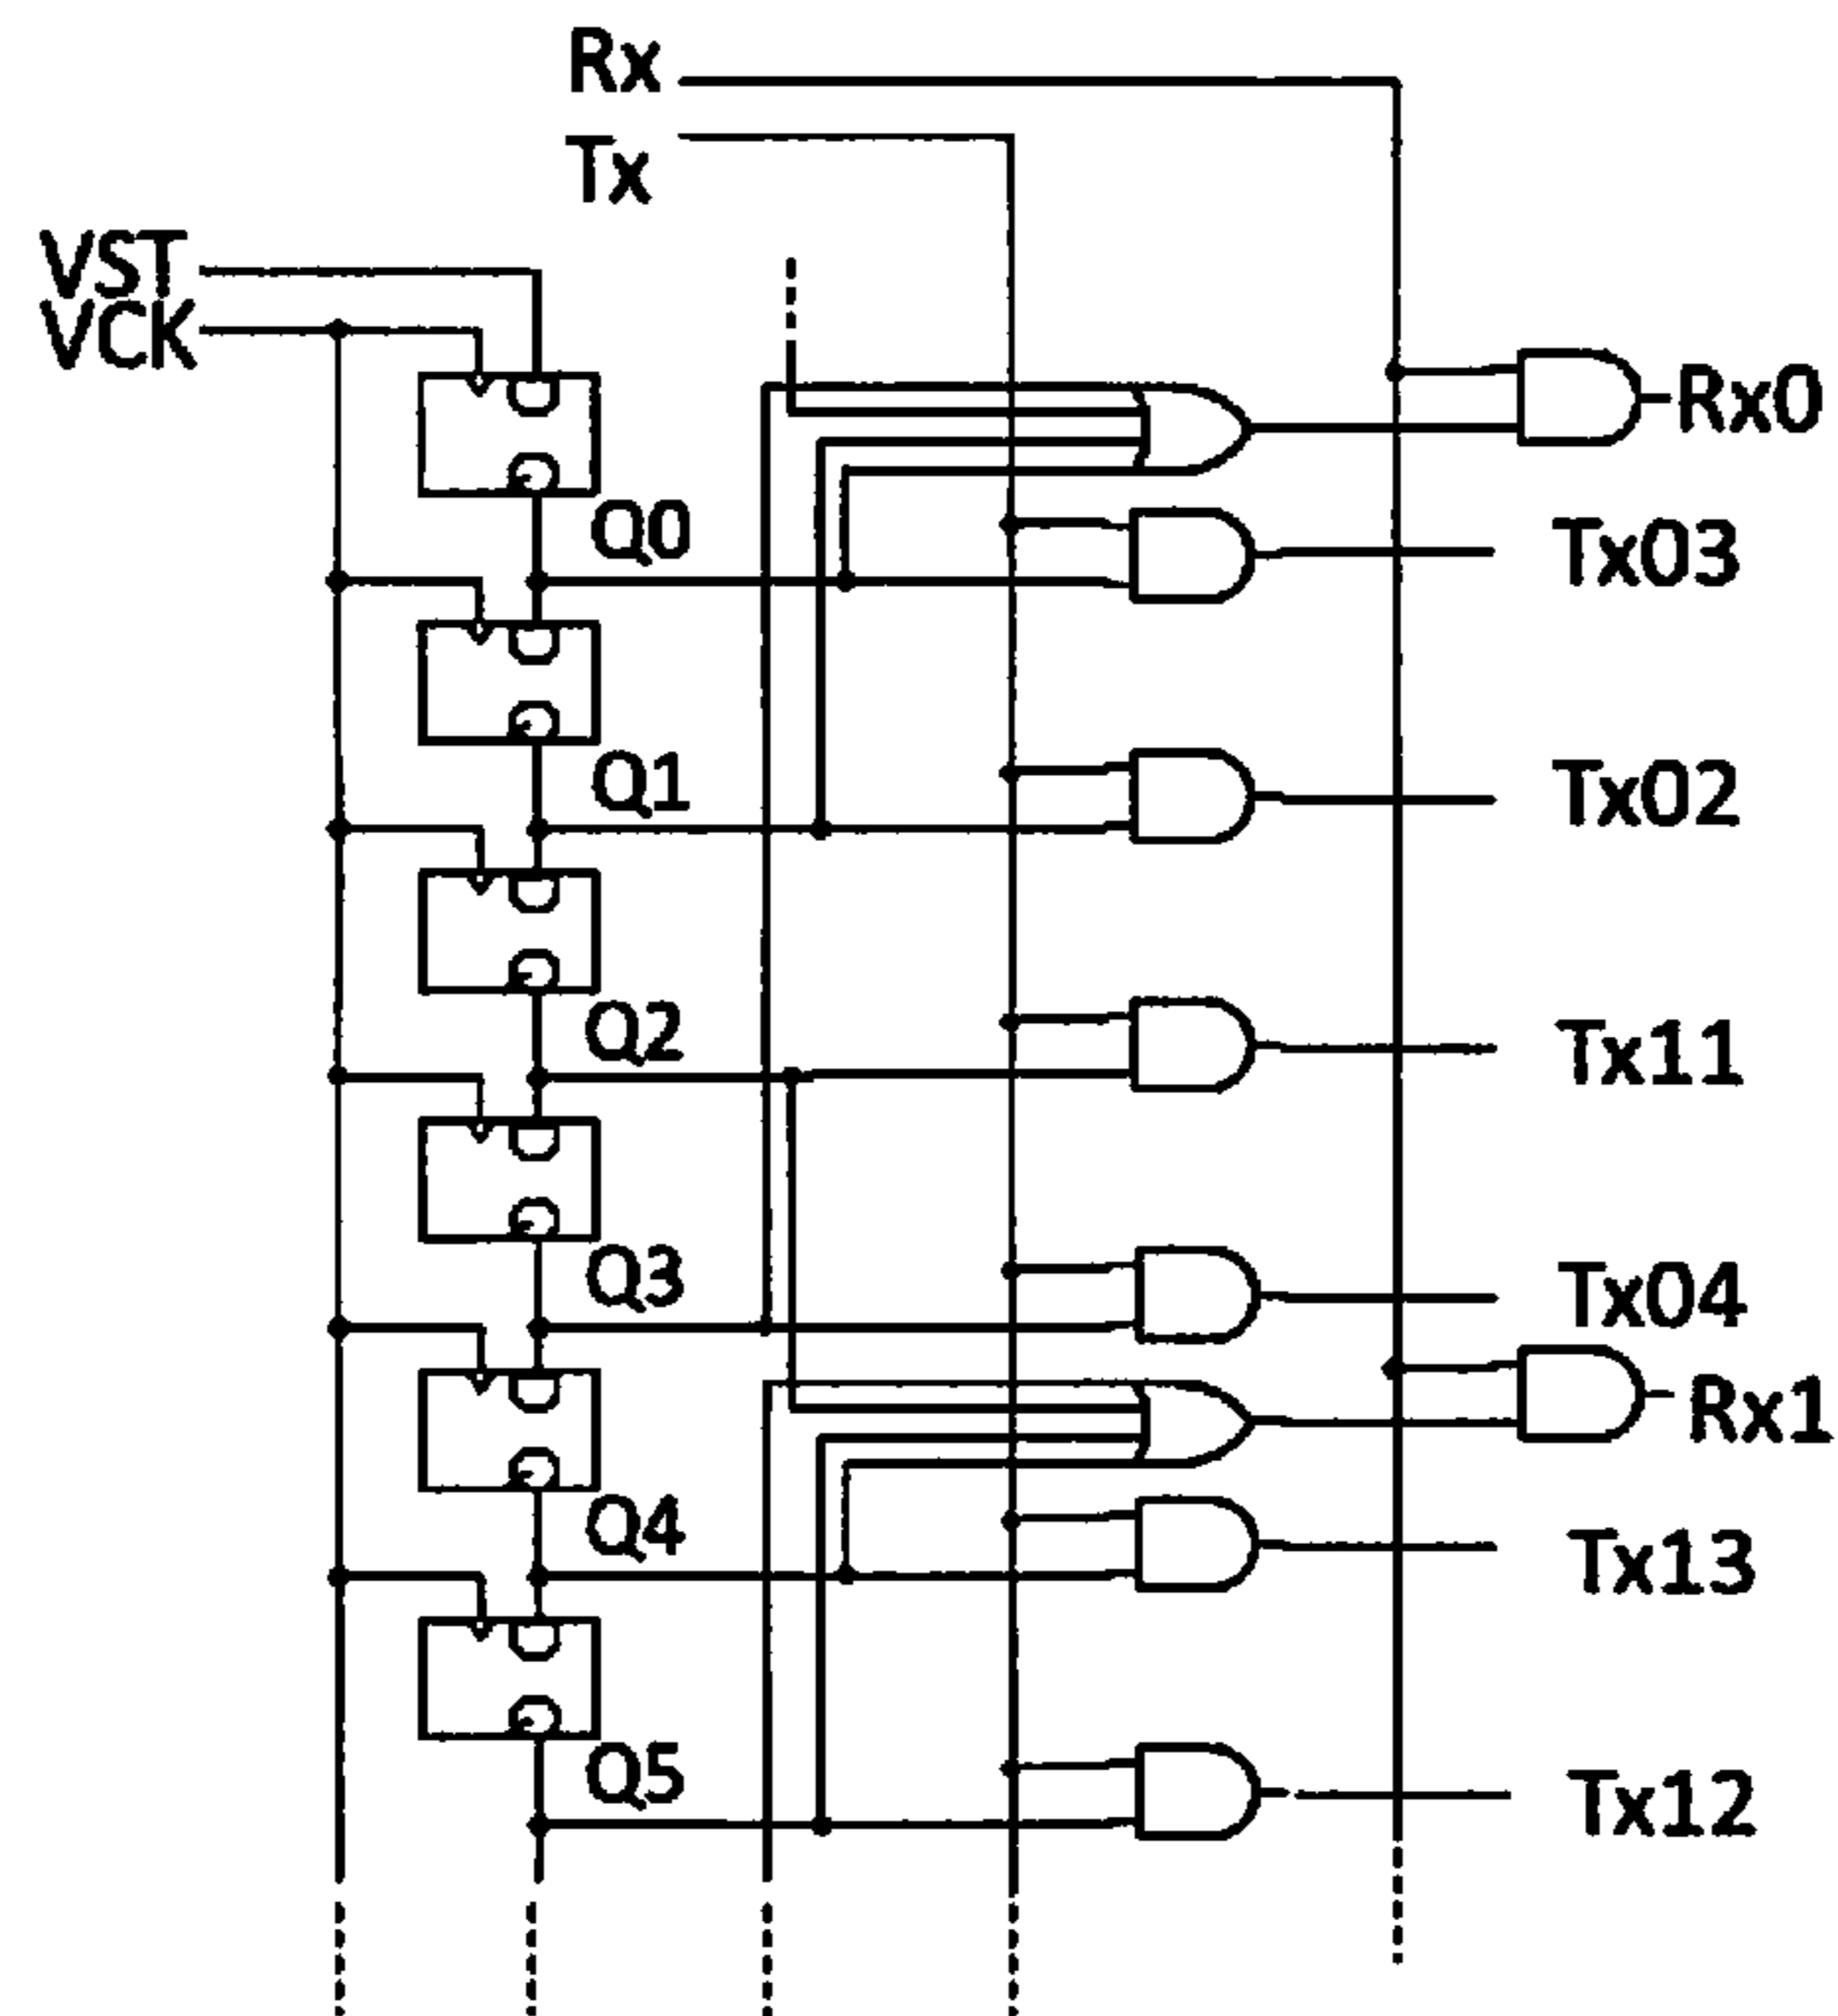 Rx
Tx
VST
VCK
Rx0
Q0
Tx03
Q1
Tx02
Q2
Tx11
Q3
Tx04
Rx1
Q4
Tx13
Q5
Tx12